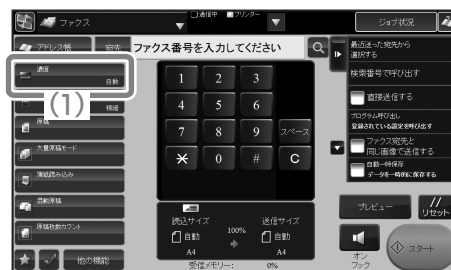 ファクス
通信中
プリンター
ジョブ状況
アドレス帳
宛先
ファクス番号を入力してください
最近送った宛先から
選択する
通信
自動
検索番号で呼び出す
直接送信する
(1)
精細
原稿
プログラム呼び出し
登録されている設定を呼び出す
1 2 3
4 5 6
7 8 9 スペース
0 # C
大量原稿モード
ファクス宛先と
同じ画像で送信する
薄紙読み込み
自動一時保存
データを一時的に保存する
混載原稿
プレビュー
リセット
原稿枚数カウント
読込サイズ
送信サイズ
自動
100%
自動
A4
A4
オン
フック
スタート
他の機能
受信メモリー: 0%